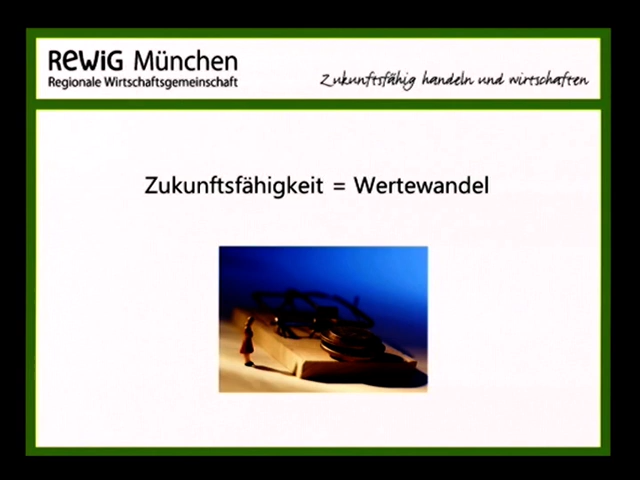 ReWiG München
Regionale Wirtschaftsgemeinschaft
Zukunftsfähig handeln und wirtschaften
Zukunftsfähigkeit = Wertewandel